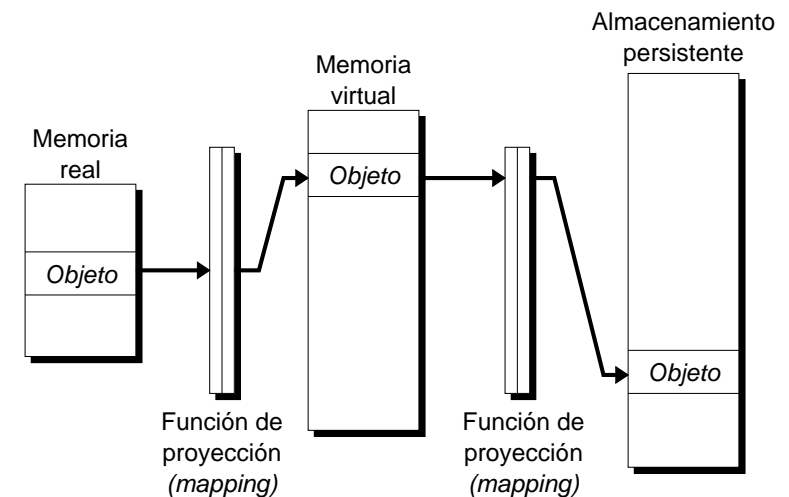 Almacenamiento
persistente
Memoria
virtual
Memoria
real
Objeto
Objeto
Objeto
Función de
proyección
(mapping)
Función de
proyección
(mapping)